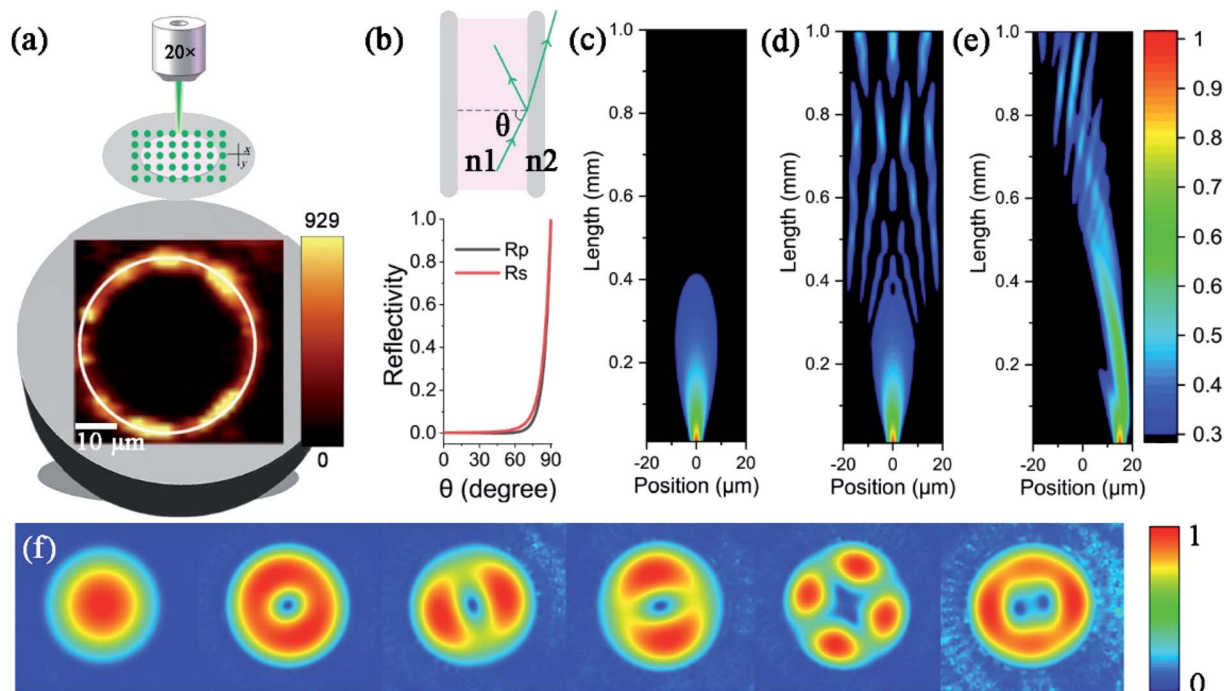 (a)
20×
x
y
929
0
10 μm
(b)
θ
n1
n2
Rp
Rs
Reflectivity
1.0
0.8
0.6
0.4
0.2
0.0
0
30
60
90
θ (degree)
(c)
Length (mm)
1.0
0.8
0.6
0.4
0.2
-20
0
20
Position (μm)
(d)
Length (mm)
1.0
0.8
0.6
0.4
0.2
-20
0
20
Position (μm)
(e)
Length (mm)
1.0
0.8
0.6
0.4
0.2
-20
0
20
Position (μm)
1
0.9
0.8
0.7
0.6
0.5
0.4
0.3
(f)
1
0